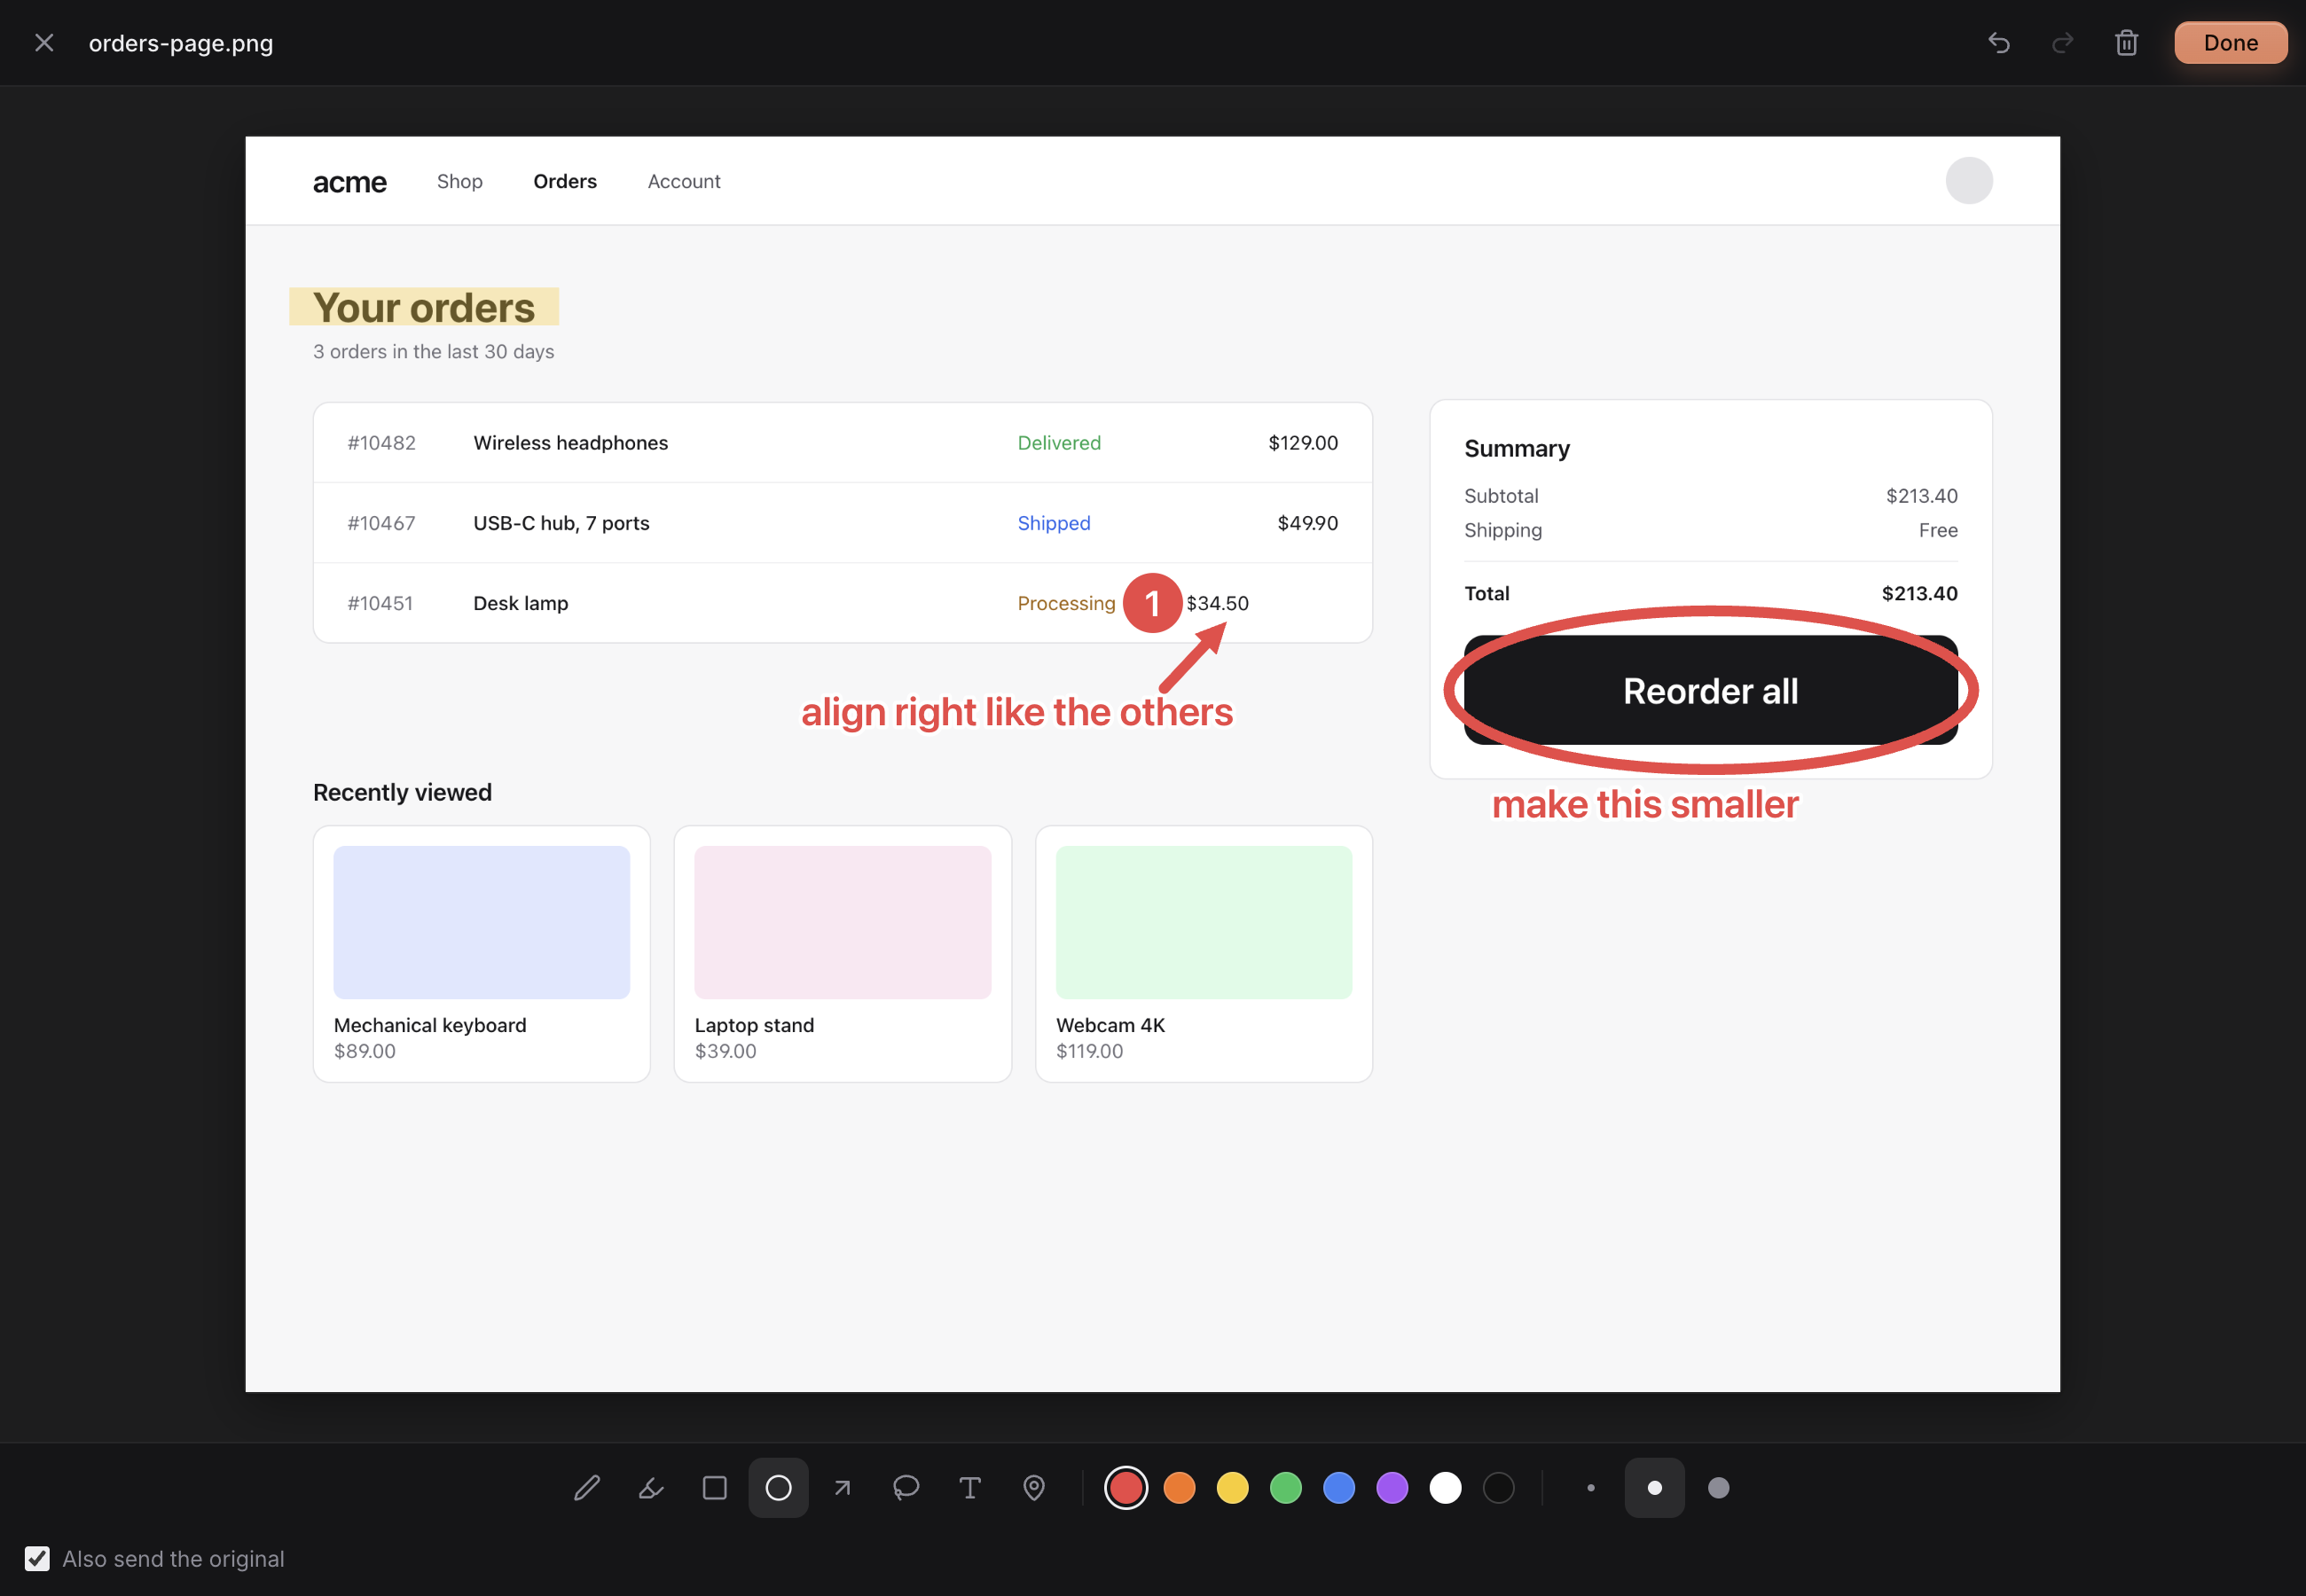 orders-page.png
Done
acme
Shop
Orders
Account
Your orders
3 orders in the last 30 days
#10482 Wireless headphones Delivered $129.00
#10467 USB-C hub, 7 ports Shipped $49.90
#10451 Desk lamp Processing 1 $34.50
align right like the others
Summary
Subtotal $213.40
Shipping Free
Total $213.40
Reorder all
make this smaller
Recently viewed
Mechanical keyboard
$89.00
Laptop stand
$39.00
Webcam 4K
$119.00
Also send the original